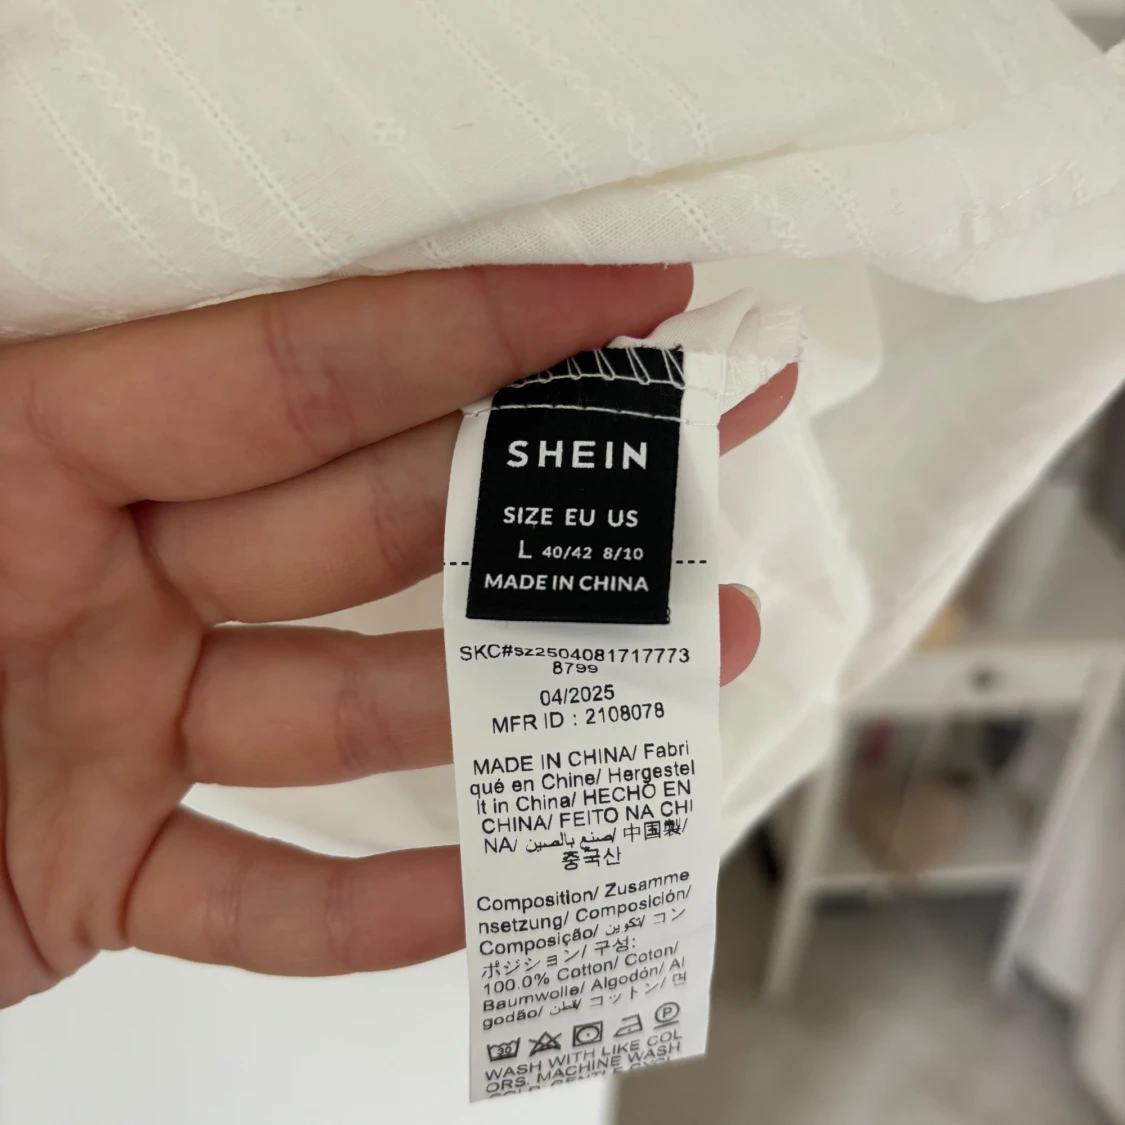 SHEIN
SIZE EU US
L 40/42 8/10
MADE IN CHINA
SKC#sz2504081717773
8799
04/2025
MFR ID : 2108078
MADE IN CHINA/ Fabri
qué en Chine/ Hergestel
lt in China/ HECHO EN
CHINA/ FEITO NA CHI
NA/ صنع بالصين/ 中国製/
중국산
Composition/ Zusamme
nsetzung/ Composición/
Composição/ تكوين/ コン
ポジション/ 구성:
100.0% Cotton/ Coton/
Baumwolle/ Algodón/ Al
godão/ قطن/ コットン/ 면
30
P
WASH WITH LIKE COL
ORS. MACHINE WASH
COLD. GENTLE CYCL